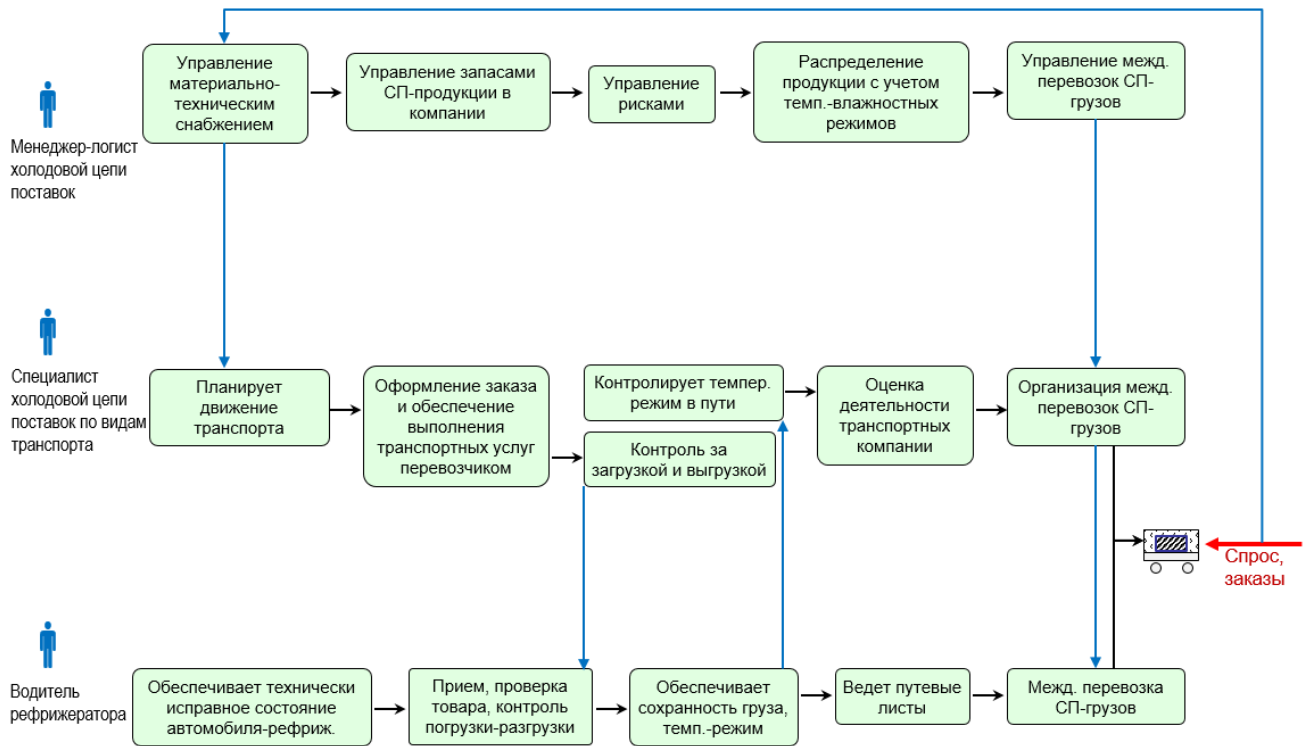 Управление
материально-
техническим
снабжением
Управление запасами
СП-продукции в
компании
Управление
рисками
Распределение
продукции с учетом
темп.-влажностных
режимов
Управление межд.
перевозок СП-
грузов
Менеджер-логист
холодовой цепи
поставок
Специалист
холодовой цепи
поставок по видам
транспорта
Планирует
движение
транспорта
Оформление заказа
и обеспечение
выполнения
транспортных услуг
перевозчиком
Контролирует темпер.
режим в пути
Контроль за
загрузкой и выгрузкой
Оценка
деятельности
транспортных
компании
Организация межд.
перевозок СП-
грузов
Спрос,
заказы
Водитель
рефрижератора
Обеспечивает технически
исправное состояние
автомобиля-рефриж.
Прием, проверка
товара, контроль
погрузки-разгрузки
Обеспечивает
сохранность груза,
темп.-режим
Ведет путевые
листы
Межд. перевозка
СП-грузов